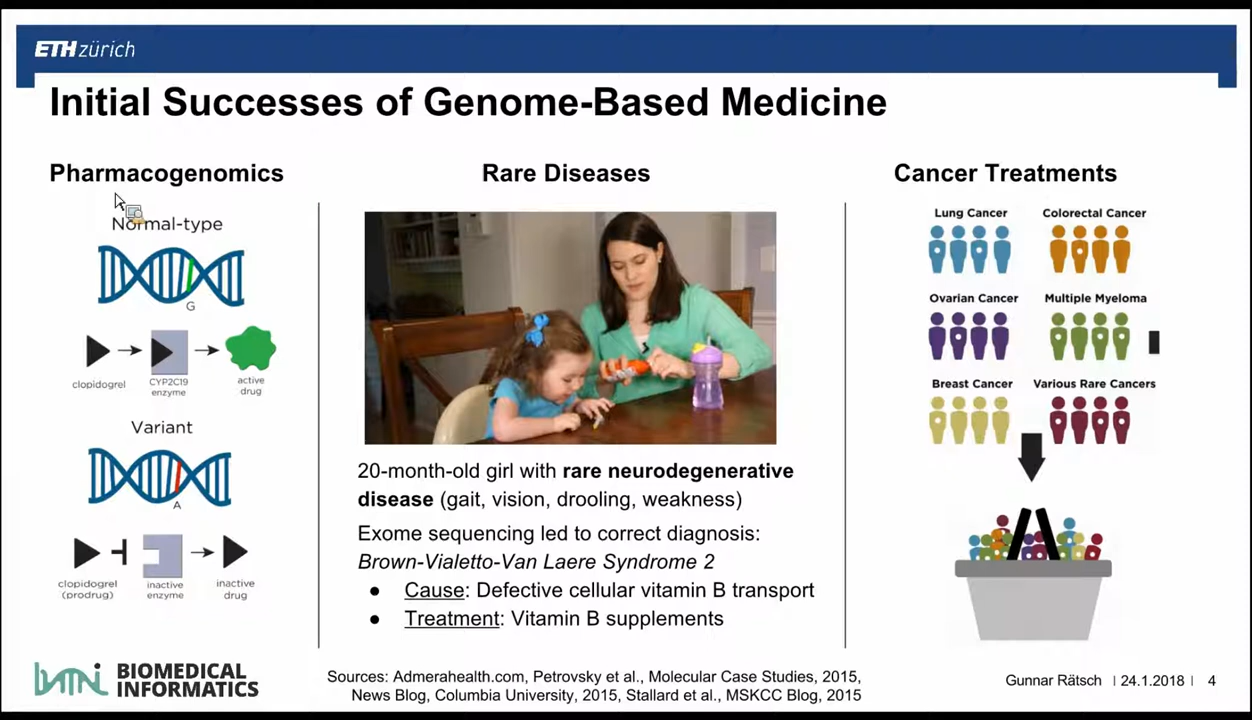 ETH zürich
Initial Successes of Genome-Based Medicine
Pharmacogenomics
Normal-type
G
clopidogrel
CYP2C19
enzyme
active
drug
Variant
A
clopidogrel
(prodrug)
inactive
enzyme
inactive
drug
Rare Diseases
20-month-old girl with rare neurodegenerative
disease (gait, vision, drooling, weakness)
Exome sequencing led to correct diagnosis:
Brown-Vialetto-Van Laere Syndrome 2
● Cause: Defective cellular vitamin B transport
● Treatment: Vitamin B supplements
Cancer Treatments
Lung Cancer
Colorectal Cancer
Ovarian Cancer
Multiple Myeloma
Breast Cancer
Various Rare Cancers
bmi BIOMEDICAL
INFORMATICS
Sources: Admerahealth.com, Petrovsky et al., Molecular Case Studies, 2015,
News Blog, Columbia University, 2015, Stallard et al., MSKCC Blog, 2015
Gunnar Rätsch | 24.1.2018 | 4